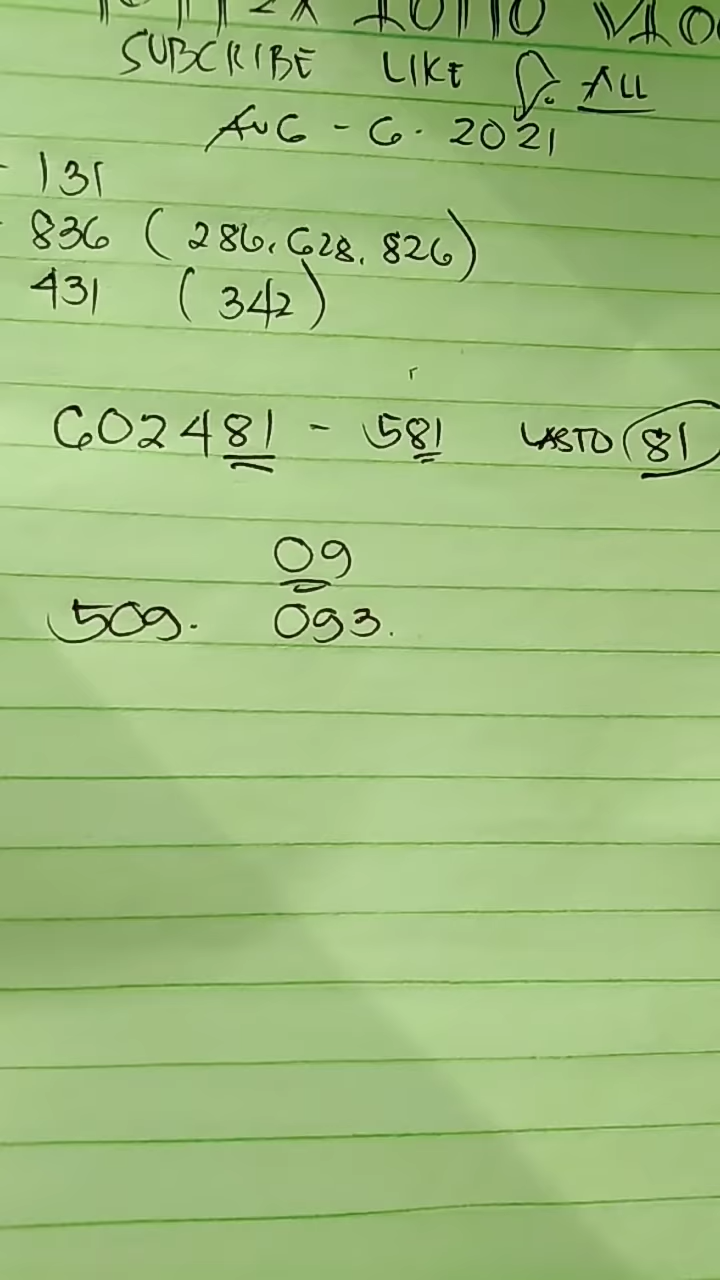 SUBCRIBE LIKE ALL
AUG - 6. 2021
131
836 (286, 628, 826)
431 (342)
602481 - 581 LASTO 81
09
509. 093.